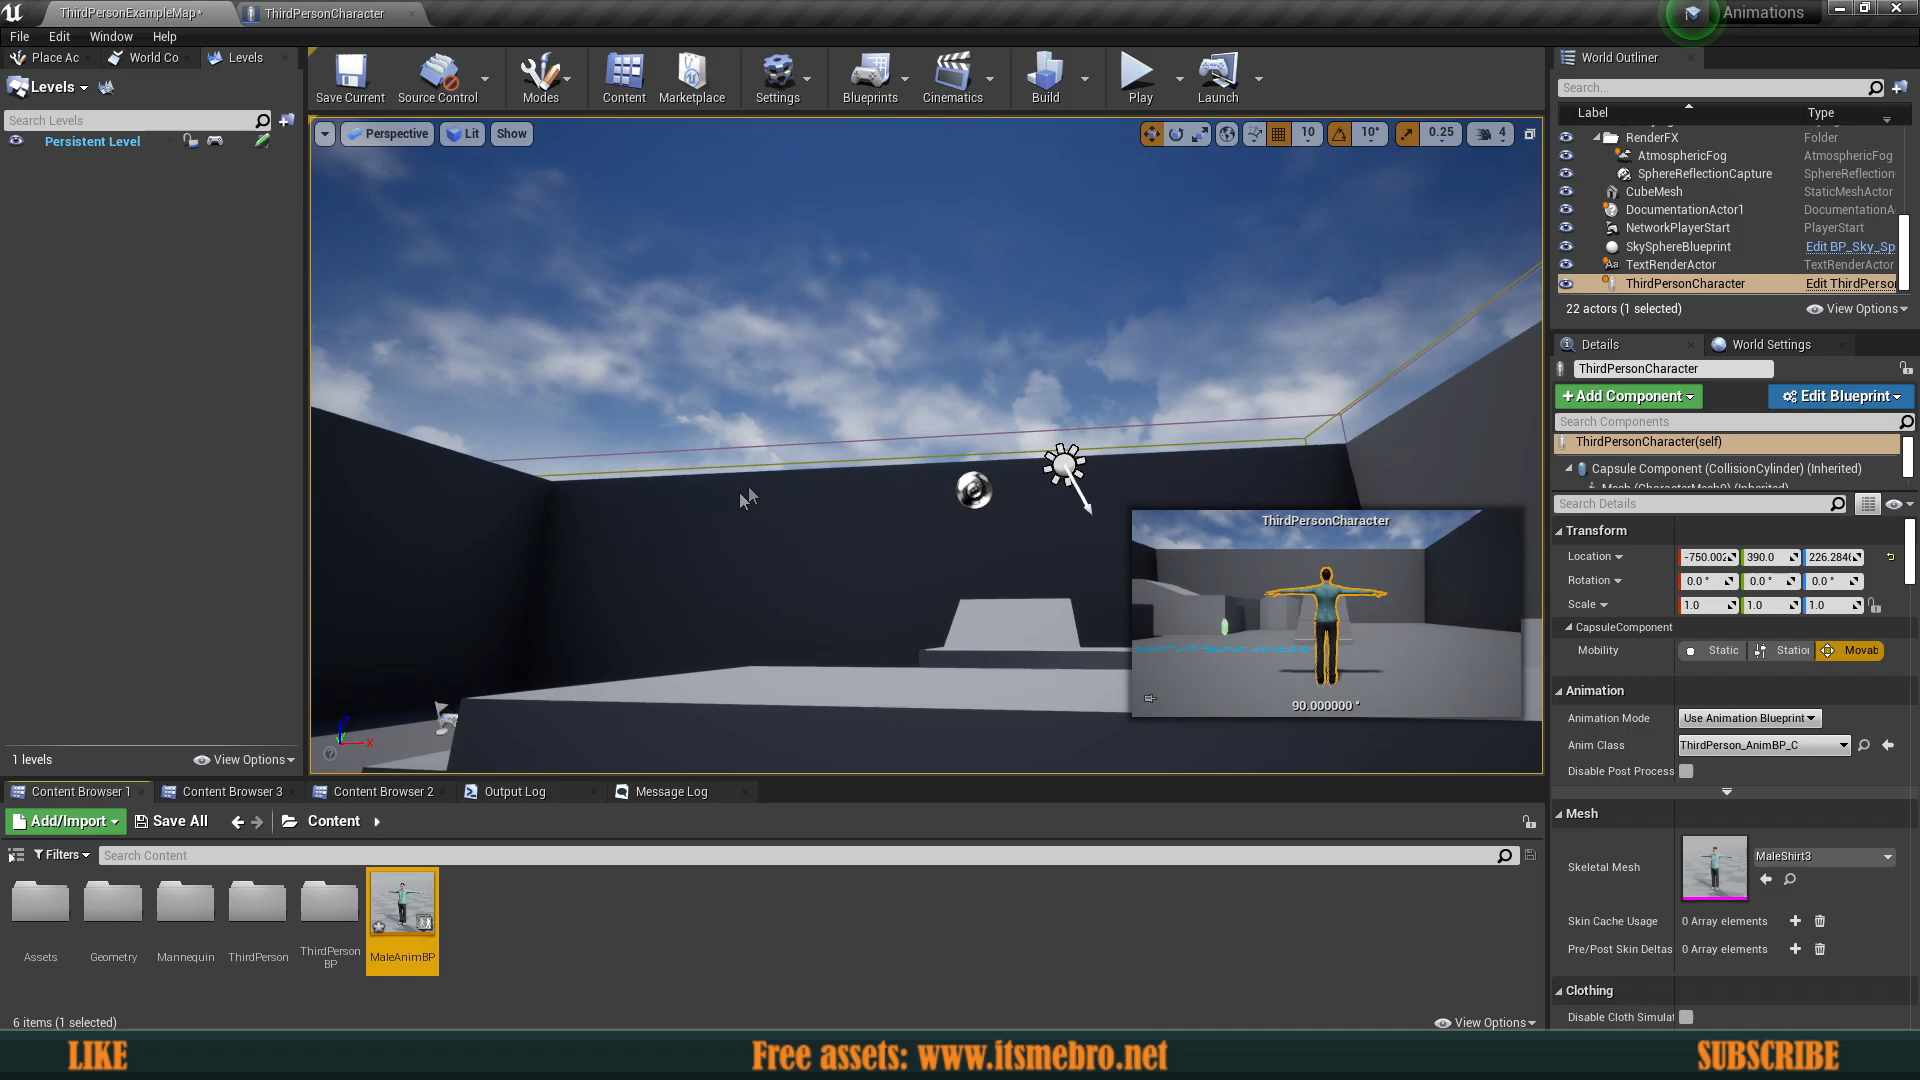 ThirdPersonExampleMap*
ThirdPersonCharacter
Animations
File Edit Window Help
Place Ac World Co Levels
Levels
Search Levels
Persistent Level
1 levels
View Options
Save Current
Source Control
Modes
Content
Marketplace
Settings
Blueprints
Cinematics
Build
Play
Launch
Perspective Lit Show
10 10° 0.25 4
ThirdPersonCharacter
90.000000 °
X
World Outliner
Search...
Label Type
RenderFX Folder
AtmosphericFog AtmosphericFog
SphereReflectionCapture SphereReflection
CubeMesh StaticMeshActor
DocumentationActor1 DocumentationA
NetworkPlayerStart PlayerStart
SkySphereBlueprint Edit BP_Sky_Sp
TextRenderActor TextRenderActor
ThirdPersonCharacter Edit ThirdPerson
22 actors (1 selected)
View Options
Details World Settings
ThirdPersonCharacter
+Add Component Edit Blueprint
Search Components
ThirdPersonCharacter(self)
Capsule Component (CollisionCylinder) (Inherited)
Mesh (CharacterMesh0) (Inherited)
Search Details
Transform
Location -750.002 390.0 226.2846
Rotation 0.0 ° 0.0 ° 0.0 °
Scale 1.0 1.0 1.0
CapsuleComponent
Mobility Static Station Movab
Animation
Animation Mode Use Animation Blueprint
Anim Class ThirdPerson_AnimBP_C
Disable Post Process
Mesh
Skeletal Mesh MaleShirt3
Skin Cache Usage 0 Array elements
Pre/Post Skin Deltas 0 Array elements
Clothing
Disable Cloth Simulat
Content Browser 1 Content Browser 3 Content Browser 2 Output Log Message Log
Add/Import Save All Content
Filters Search Content
Assets
Geometry
Mannequin
ThirdPerson
ThirdPerson
BP
MaleAnimBP
6 items (1 selected)
View Options
LIKE
Free assets: www.itsmebro.net
SUBSCRIBE